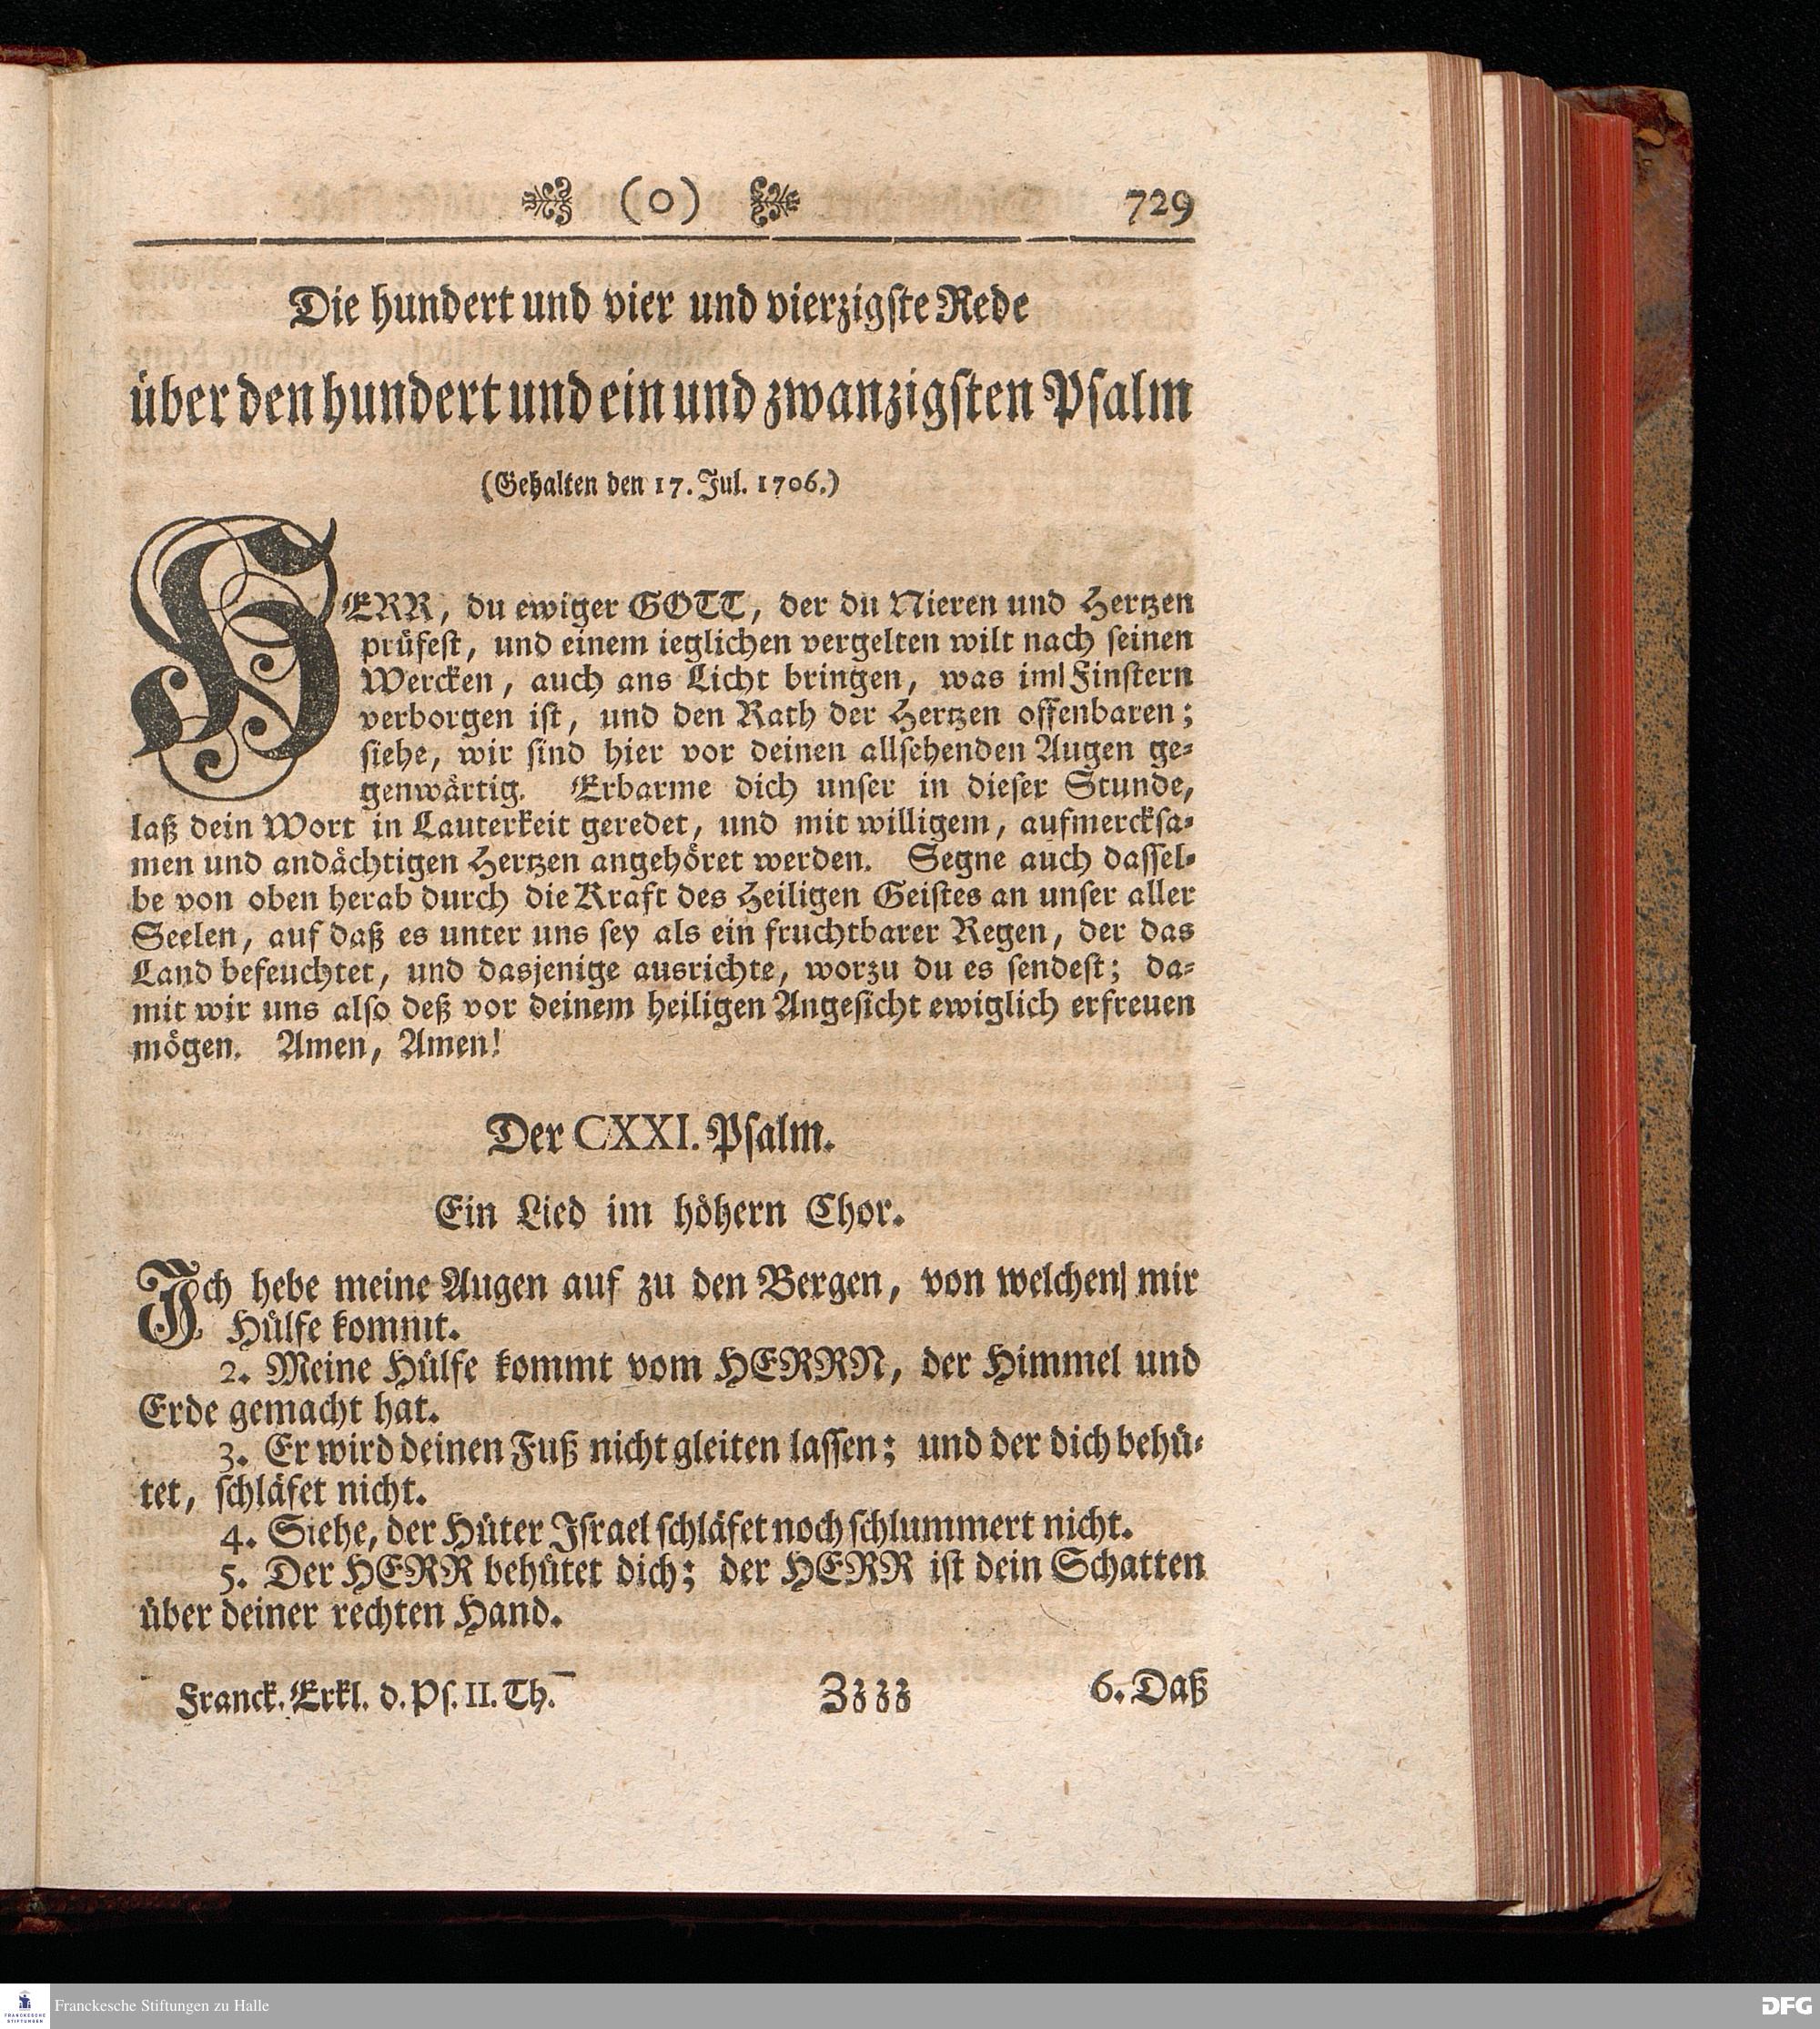 (O) 729
Die hundert und vier und vierzigſte Rede
über den hundert und ein und zwanzigſten Pſalm
(Gehalten den 17. Jul. 1706.)
HERR, du ewiger GOTT, der du Nieren und Hertzen
prüfeſt, und einem ieglichen vergelten wilt nach ſeinen
Wercken, auch ans Licht bringen, was im Finſtern
verborgen iſt, und den Rath der Hertzen offenbaren;
ſiehe, wir ſind hier vor deinen allſehenden Augen ge⸗
genwärtig. Erbarme dich unſer in dieſer Stunde,
laß dein Wort in Lauterkeit geredet, und mit willigem, aufmerckſa⸗
men und andächtigen Hertzen angehöret werden. Segne auch daſſel⸗
be von oben herab durch die Kraft des Heiligen Geiſtes an unſer aller
Seelen, auf daß es unter uns ſey als ein fruchtbarer Regen, der das
Land befeuchtet, und dasjenige ausrichte, worzu du es ſendeſt; da⸗
mit wir uns alſo deß vor deinem heiligen Angeſicht ewiglich erfreuen
mögen. Amen, Amen!
Der CXXI. Pſalm.
Ein Lied im höhern Chor.
Ich hebe meine Augen auf zu den Bergen, von welchen mir
Hülfe kommt.
2. Meine Hülfe kommt vom HERRN, der Himmel und
Erde gemacht hat.
3. Er wird deinen Fuß nicht gleiten laſſen; und der dich behü⸗
tet, ſchläfet nicht.
4. Siehe, der Hüter Iſrael ſchläfet noch ſchlummert nicht.
5. Der HERR behütet dich; der HERR iſt dein Schatten
über deiner rechten Hand.
Franck. Erkl. d. Pſ. II. Th. Zzzz 6. Daß
FRANCKESCHE STIFTUNGEN Franckesche Stiftungen zu Halle DFG